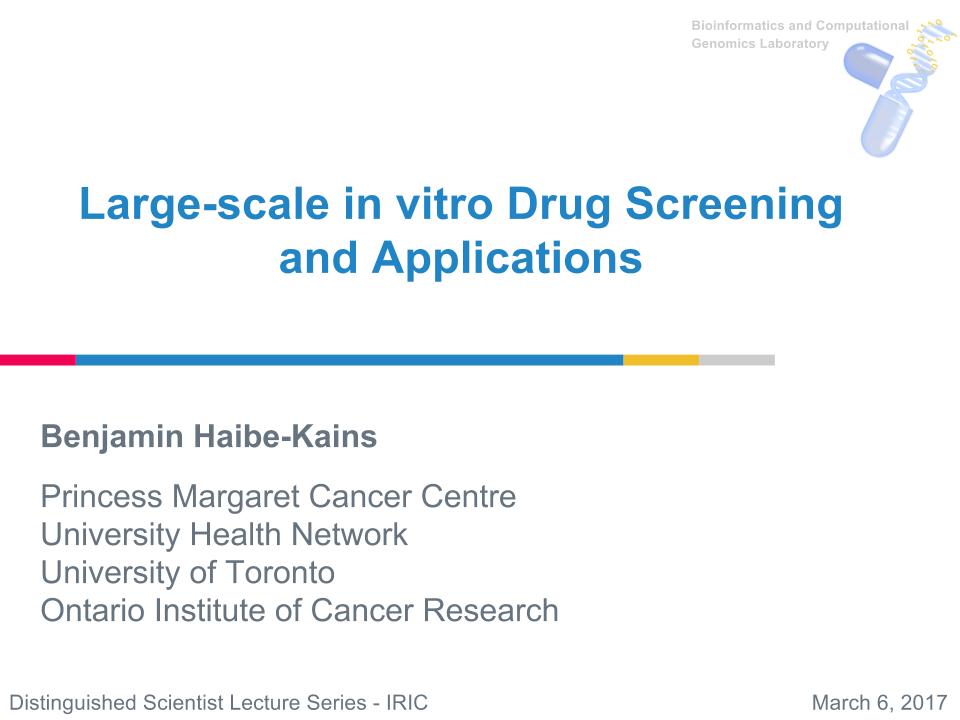 Bioinformatics and Computational
Genomics Laboratory
Large-scale in vitro Drug Screening
and Applications
Benjamin Haibe-Kains
Princess Margaret Cancer Centre
University Health Network
University of Toronto
Ontario Institute of Cancer Research
Distinguished Scientist Lecture Series - IRIC
March 6, 2017